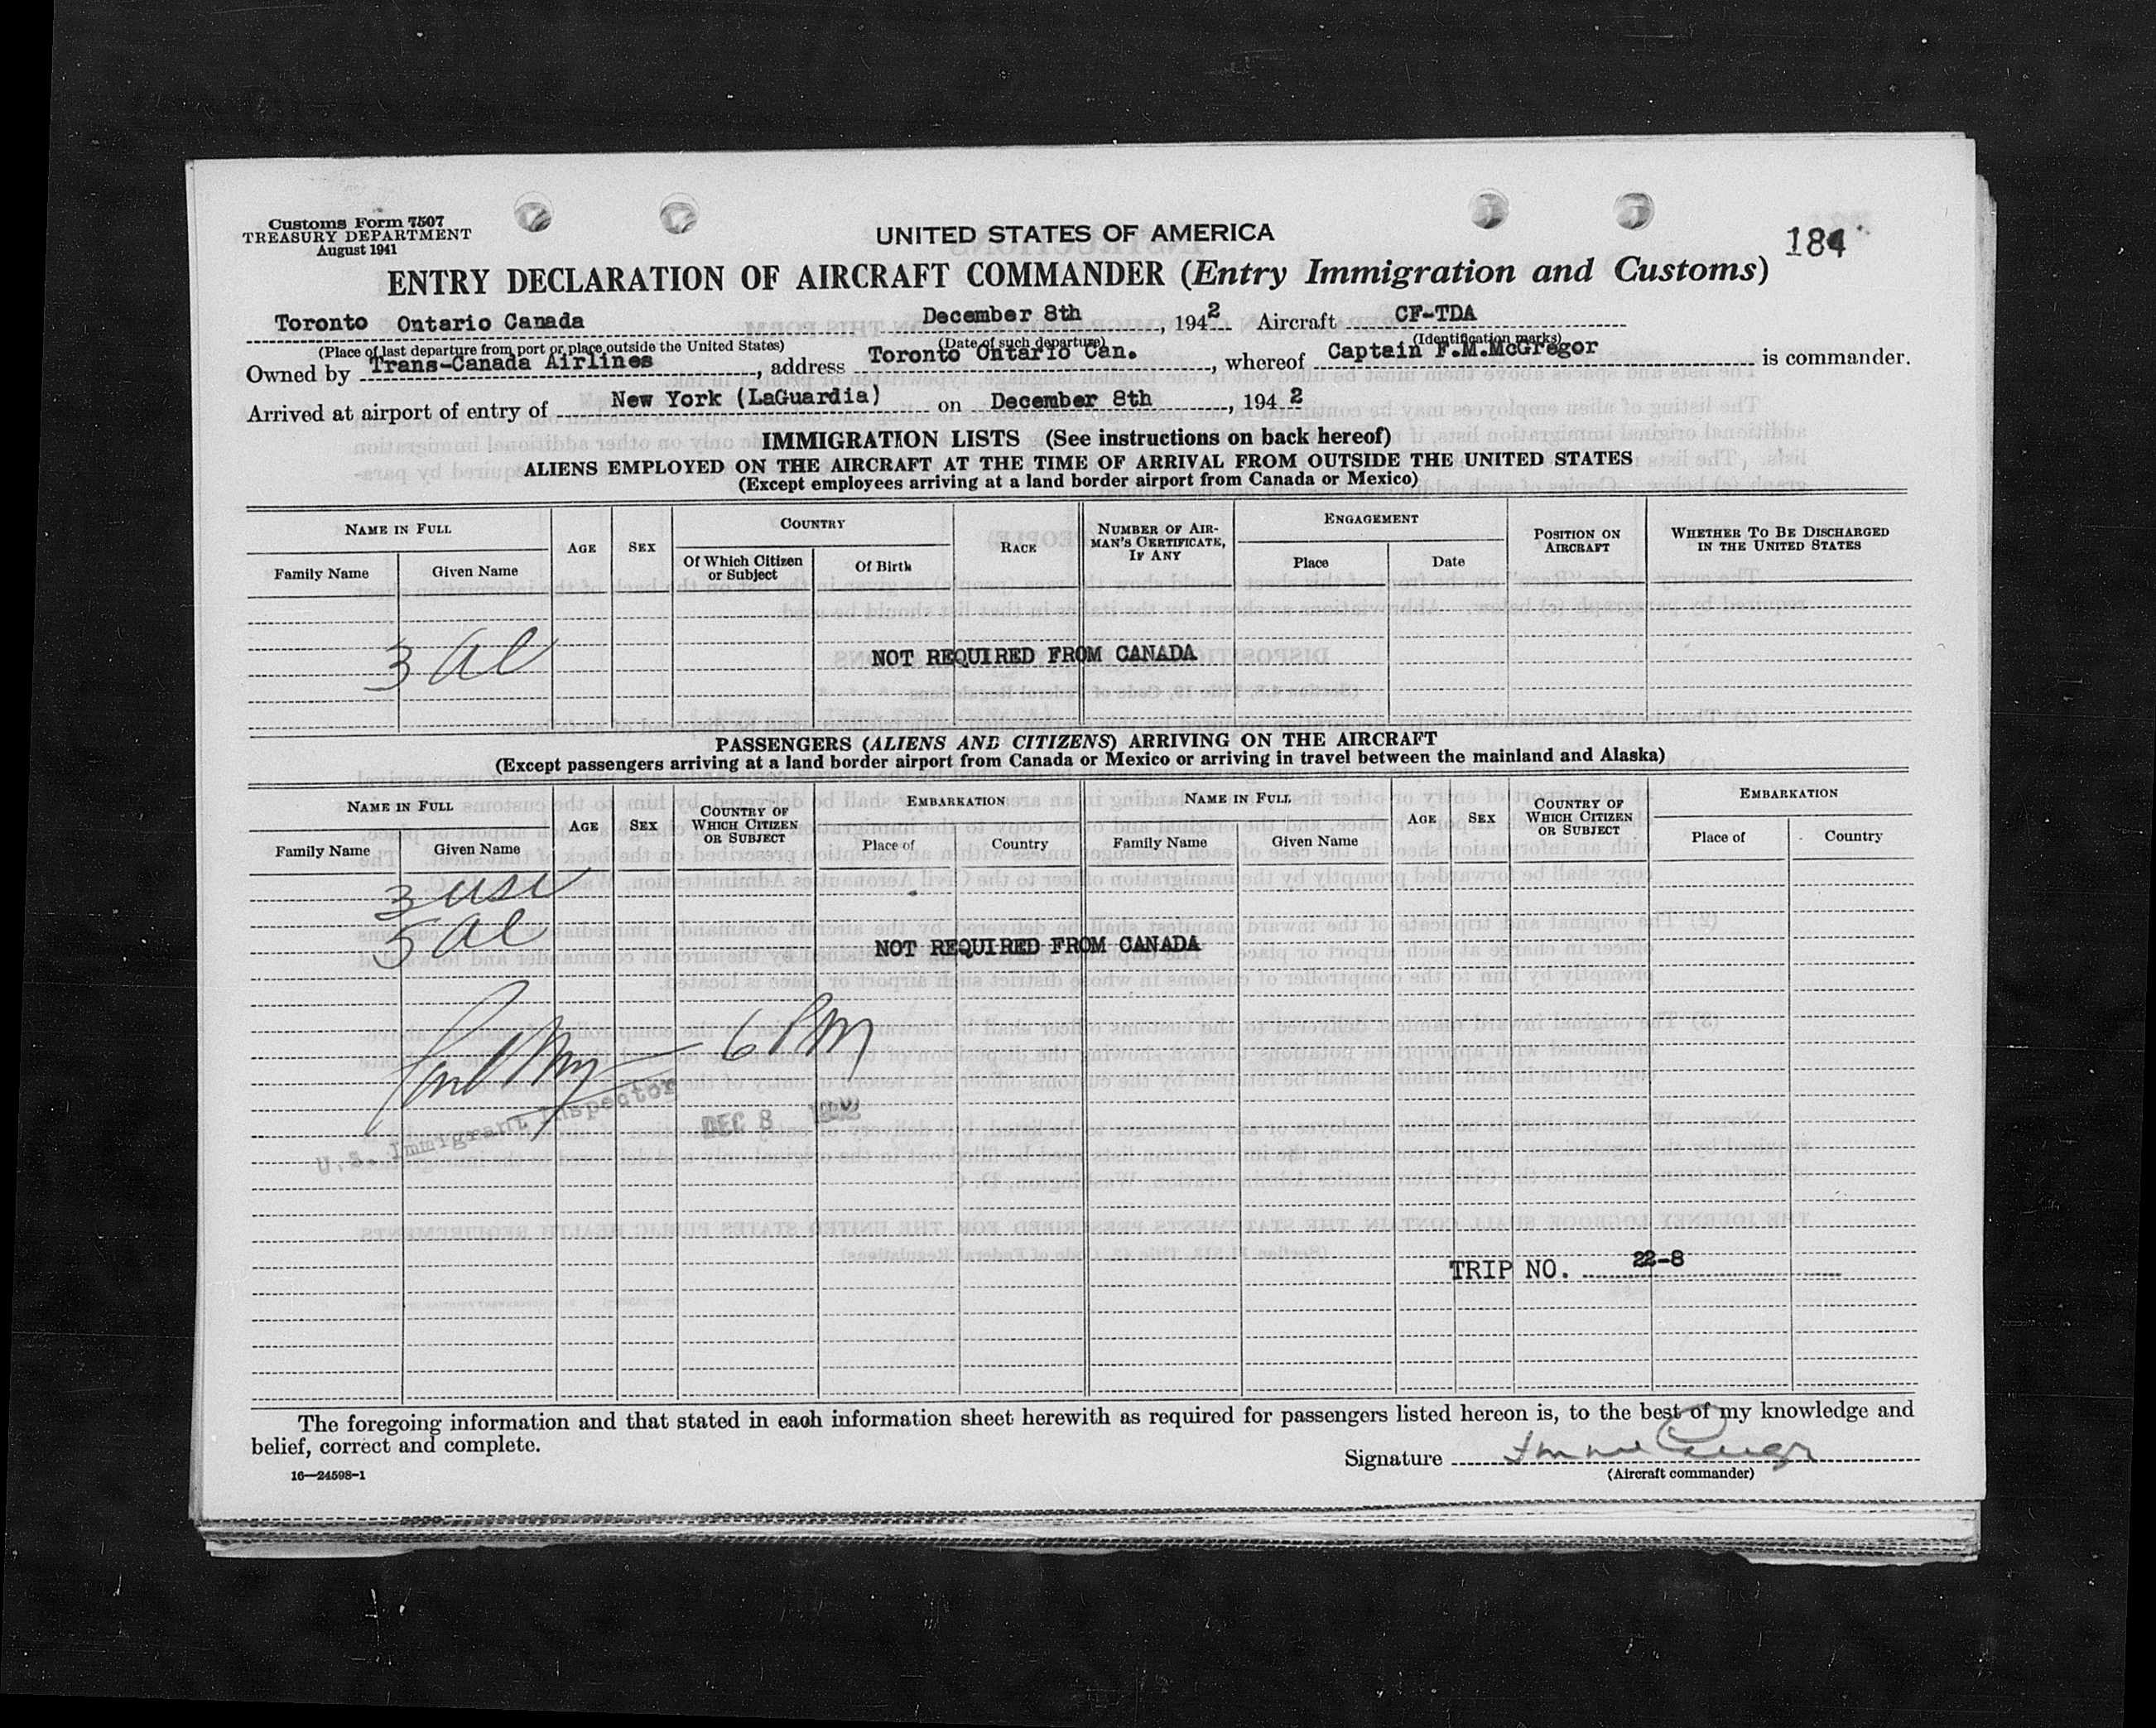 Customs Form 7507
TREASURY DEPARTMENT
August 1941
UNITED STATES OF AMERICA
184
ENTRY DECLARATION OF AIRCRAFT COMMANDER (Entry Immigration and Customs)
Toronto Ontario Canada December 8th, 1942 Aircraft CF-TDA
(Place of last departure from port or place outside the United States) (Date of such departure) (Identification marks)
Owned by Trans-Canada Airlines, address Toronto Ontario Can., whereof Captain F.M.McGregor is commander.
Arrived at airport of entry of New York (LaGuardia) on December 8th, 1942
IMMIGRATION LISTS (See instructions on back hereof)
ALIENS EMPLOYED ON THE AIRCRAFT AT THE TIME OF ARRIVAL FROM OUTSIDE THE UNITED STATES
(Except employees arriving at a land border airport from Canada or Mexico)
NAME IN FULL AGE SEX COUNTRY RACE NUMBER OF AIRMAN'S CERTIFICATE, IF ANY ENGAGEMENT POSITION ON AIRCRAFT WHETHER TO BE DISCHARGED IN THE UNITED STATES
Family Name Given Name Of Which Citizen or Subject Of Birth Place Date
3 al
NOT REQUIRED FROM CANADA
PASSENGERS (ALIENS AND CITIZENS) ARRIVING ON THE AIRCRAFT
(Except passengers arriving at a land border airport from Canada or Mexico or arriving in travel between the mainland and Alaska)
NAME IN FULL AGE SEX COUNTRY OF WHICH CITIZEN OR SUBJECT EMBARKATION NAME IN FULL AGE SEX COUNTRY OF WHICH CITIZEN OR SUBJECT EMBARKATION
Family Name Given Name Place of Country Family Name Given Name Place of Country
3 usc
5 al
NOT REQUIRED FROM CANADA
6 PM
U.S. Immigrant Inspector
DEC 8 1942
TRIP NO. 22-8
The foregoing information and that stated in each information sheet herewith as required for passengers listed hereon is, to the best of my knowledge and
belief, correct and complete.
Signature
16—24598-1
(Aircraft commander)